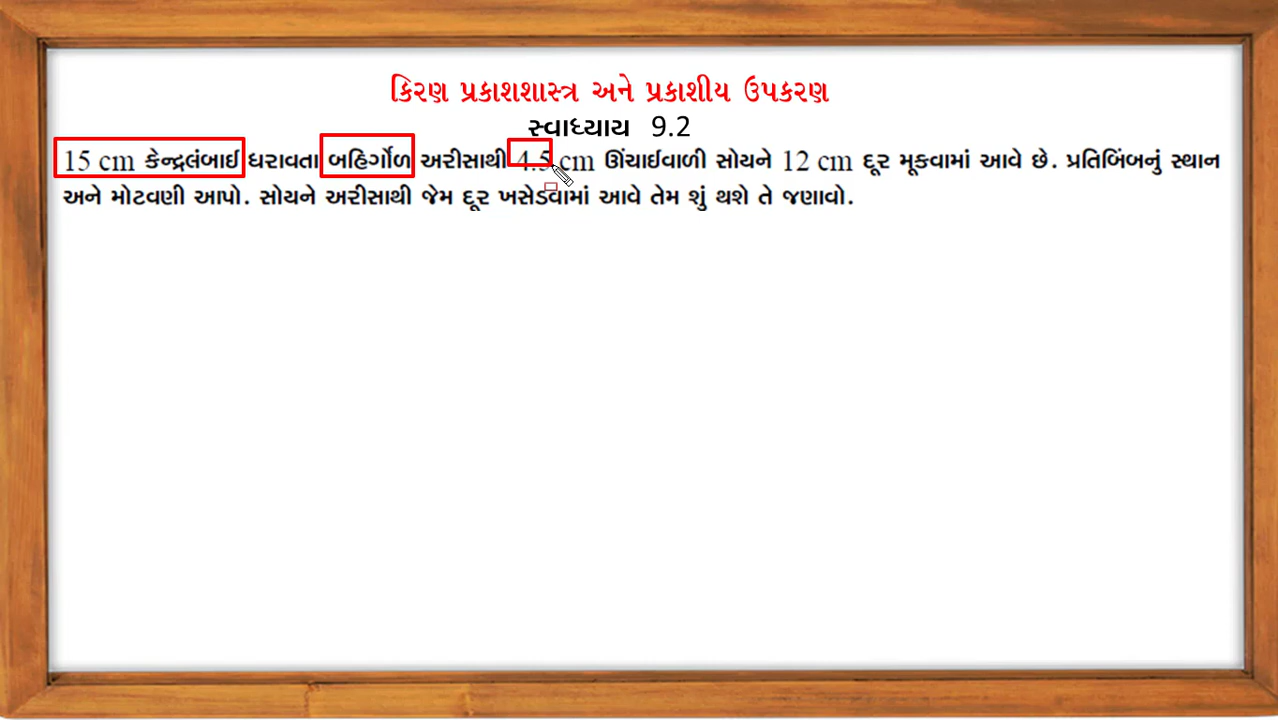 કિરણ પ્રકાશશાસ્ત્ર અને પ્રકાશીય ઉપકરણ
સ્વાધ્યાય 9.2
15 cm કેન્દ્રલંબાઈ ધરાવતા બહિર્ગોળ અરીસાથી 4.5 cm ઊંચાઈવાળી સોયને 12 cm દૂર મૂકવામાં આવે છે. પ્રતિબિંબનું સ્થાન
અને મોટવણી આપો. સોયને અરીસાથી જેમ દૂર ખસેડવામાં આવે તેમ શું થશે તે જણાવો.